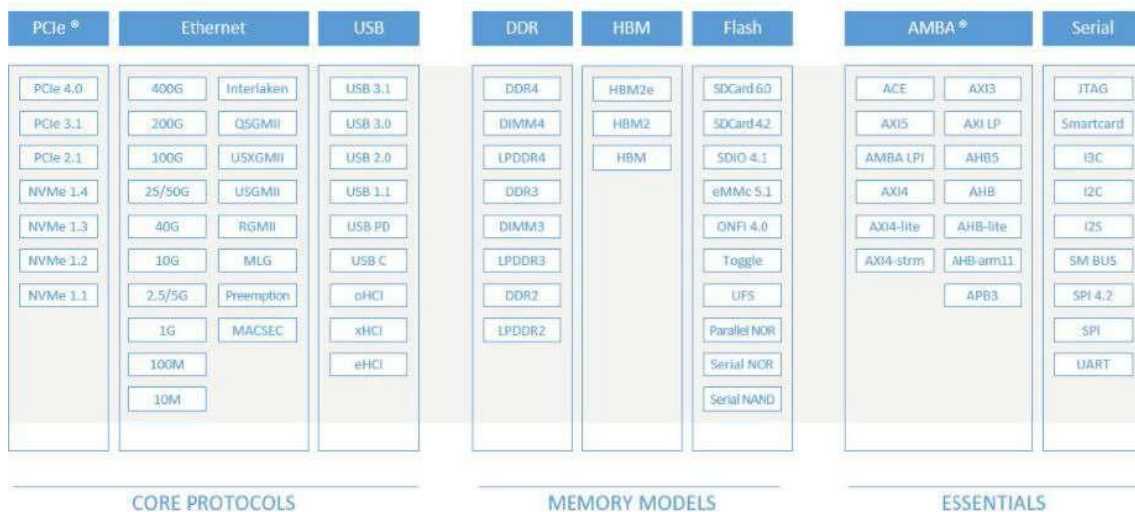 PCIe ® Ethernet USB DDR HBM Flash AMBA ® Serial
PCIe 4.0 400G Interlaken USB 3.1 DDR4 HBM2e SDCard 6.0 ACE AXI3 JTAG
PCIe 3.1 200G QSGMII USB 3.0 DIMM4 HBM2 SDCard 4.2 AXI5 AXI LP Smartcard
PCIe 2.1 100G USXGMII USB 2.0 LPDDR4 HBM SDIO 4.1 AMBA LPI AHB5 I3C
NVMe 1.4 25/50G USGMII USB 1.1 DDR3 eMMc 5.1 AXI4 AHB I2C
NVMe 1.3 40G RGMII USB PD DIMM3 ONFI 4.0 AXI4-lite AHB-lite I2S
NVMe 1.2 10G MLG USB C LPDDR3 Toggle AXI4-strm AHB-arm11 SM BUS
NVMe 1.1 2.5/5G Preemption oHCI DDR2 UFS APB3 SPI 4.2
1G MACSEC xHCI LPDDR2 Parallel NOR SPI
100M eHCI Serial NOR UART
10M Serial NAND
CORE PROTOCOLS MEMORY MODELS ESSENTIALS